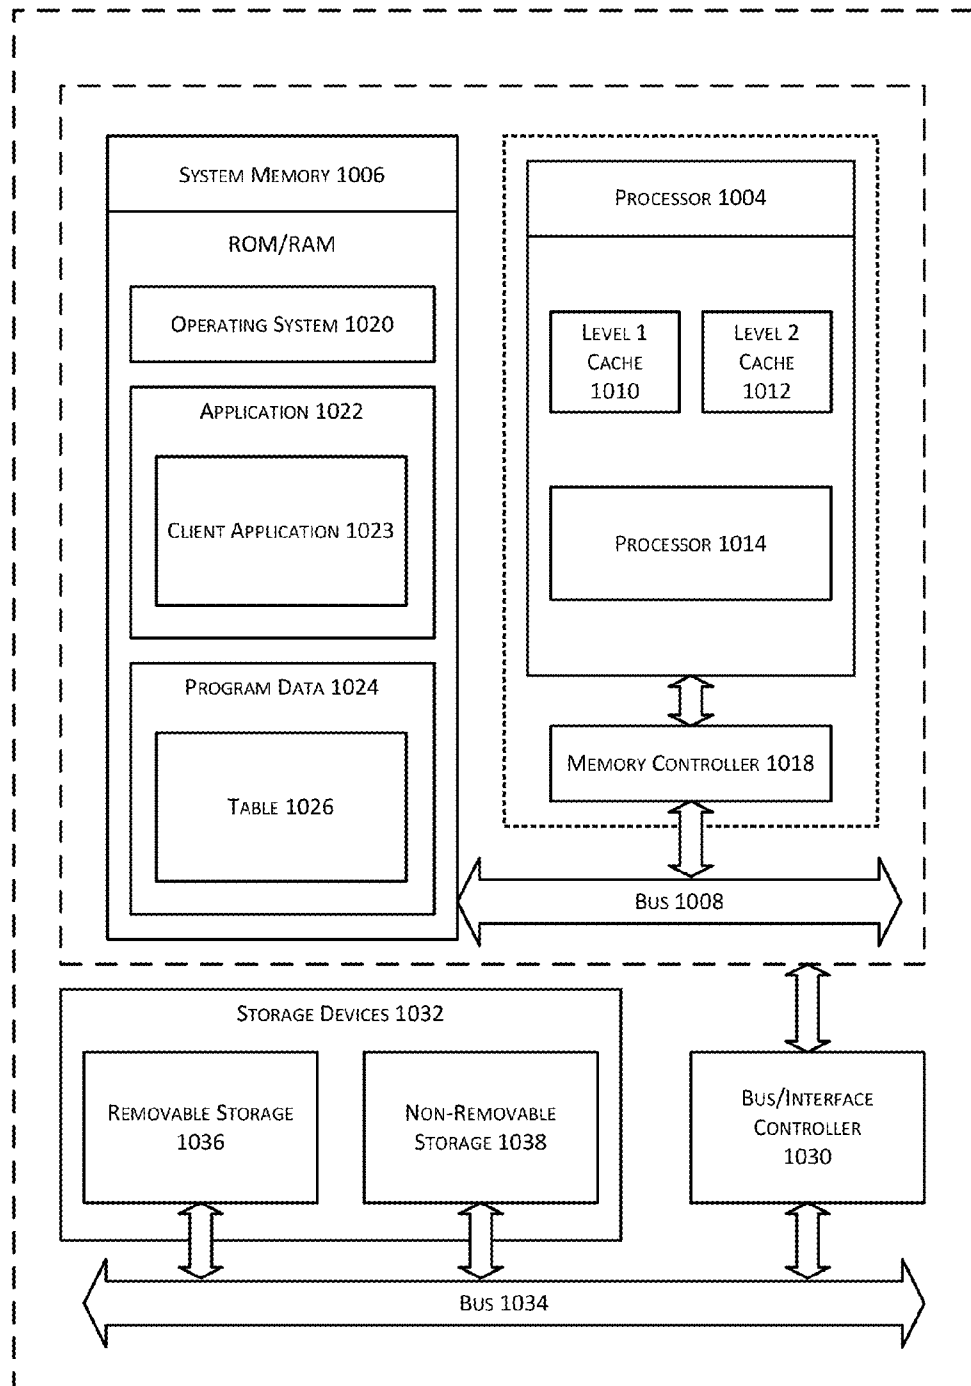 SYSTEM MEMORY 1006
ROM/RAM
OPERATING SYSTEM 1020
APPLICATION 1022
CLIENT APPLICATION 1023
PROGRAM DATA 1024
TABLE 1026
PROCESSOR 1004
LEVEL 1
CACHE
1010
LEVEL 2
CACHE
1012
PROCESSOR 1014
MEMORY CONTROLLER 1018
BUS 1008
STORAGE DEVICES 1032
REMOVABLE STORAGE
1036
NON-REMOVABLE
STORAGE 1038
BUS/INTERFACE
CONTROLLER
1030
BUS 1034